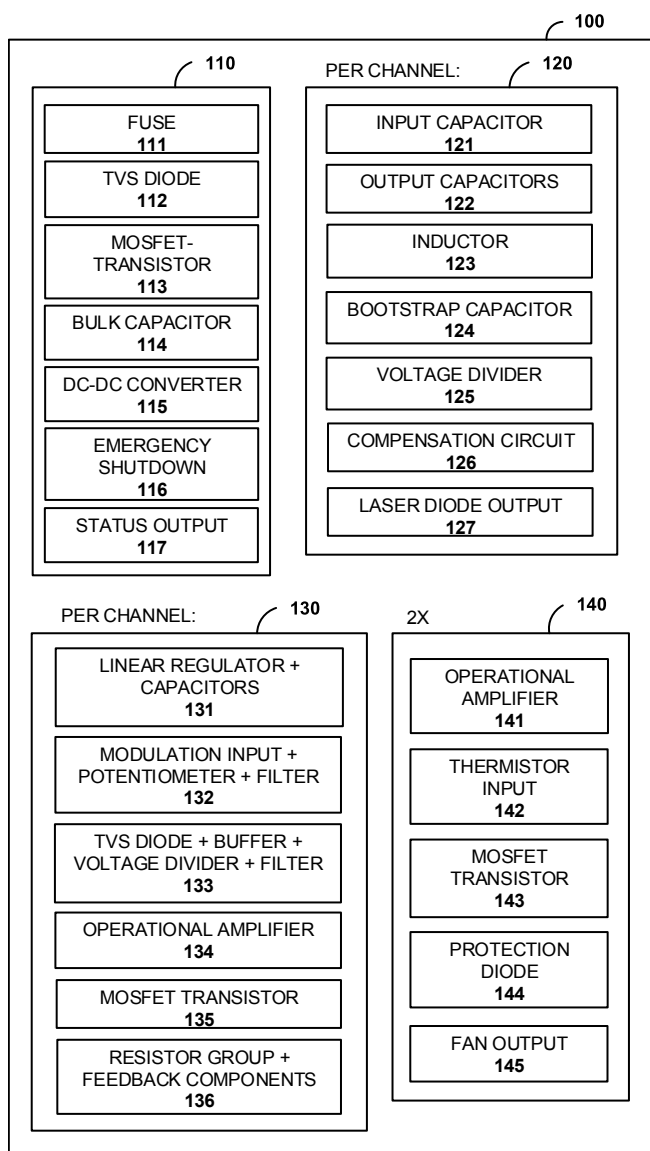 100
110
FUSE
111
TVS DIODE
112
MOSFET-
TRANSISTOR
113
BULK CAPACITOR
114
DC-DC CONVERTER
115
EMERGENCY
SHUTDOWN
116
STATUS OUTPUT
117
PER CHANNEL:
120
INPUT CAPACITOR
121
OUTPUT CAPACITORS
122
INDUCTOR
123
BOOTSTRAP CAPACITOR
124
VOLTAGE DIVIDER
125
COMPENSATION CIRCUIT
126
LASER DIODE OUTPUT
127
PER CHANNEL:
130
LINEAR REGULATOR +
CAPACITORS
131
MODULATION INPUT +
POTENTIOMETER + FILTER
132
TVS DIODE + BUFFER +
VOLTAGE DIVIDER + FILTER
133
OPERATIONAL AMPLIFIER
134
MOSFET TRANSISTOR
135
RESISTOR GROUP +
FEEDBACK COMPONENTS
136
2X
140
OPERATIONAL
AMPLIFIER
141
THERMISTOR
INPUT
142
MOSFET
TRANSISTOR
143
PROTECTION
DIODE
144
FAN OUTPUT
145